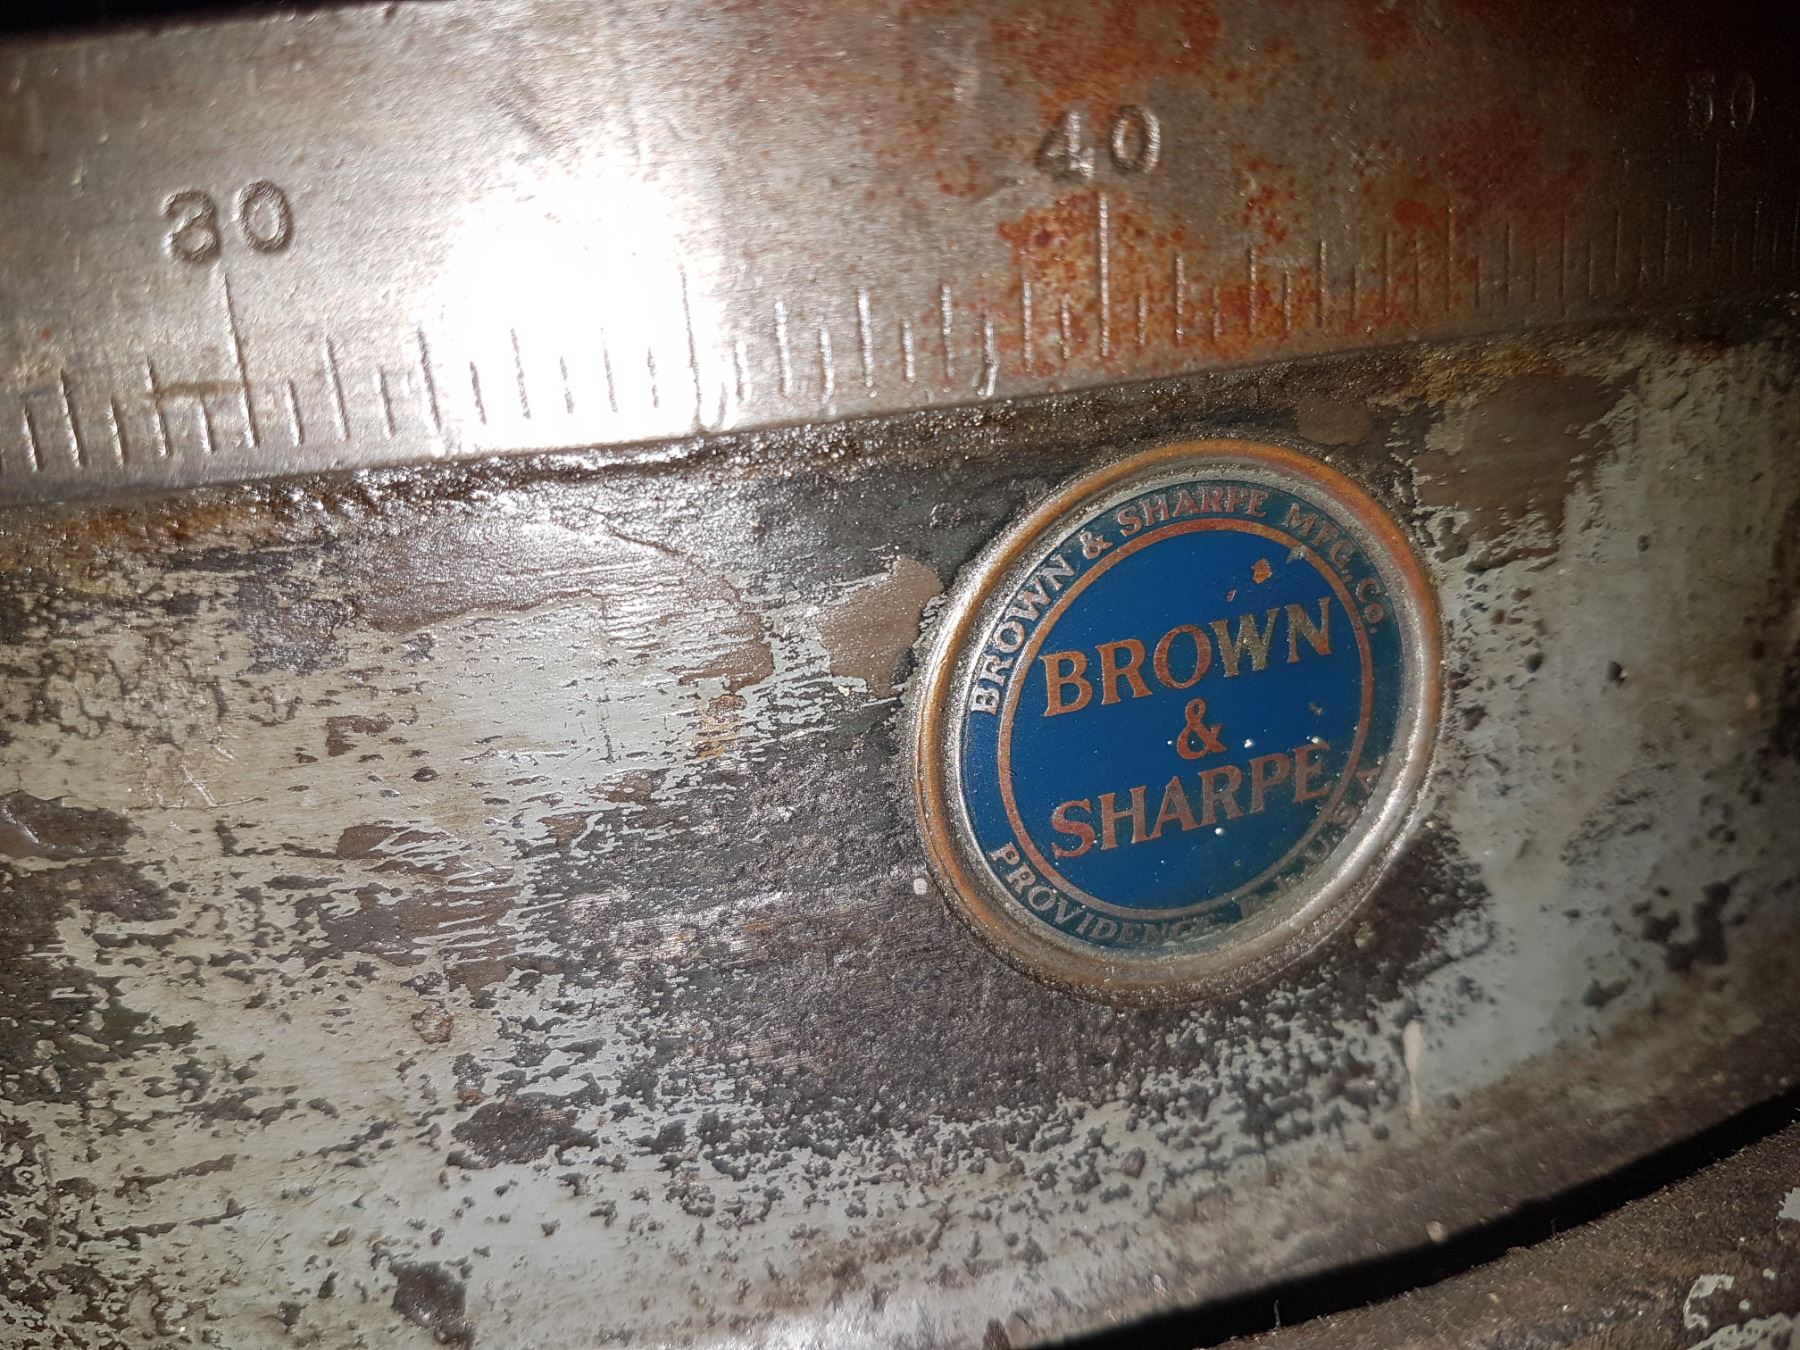 30
40
50
BROWN & SHARPE MFG. CO.
BROWN
&
SHARPE
PROVIDENCE, R.I. U.S.A.